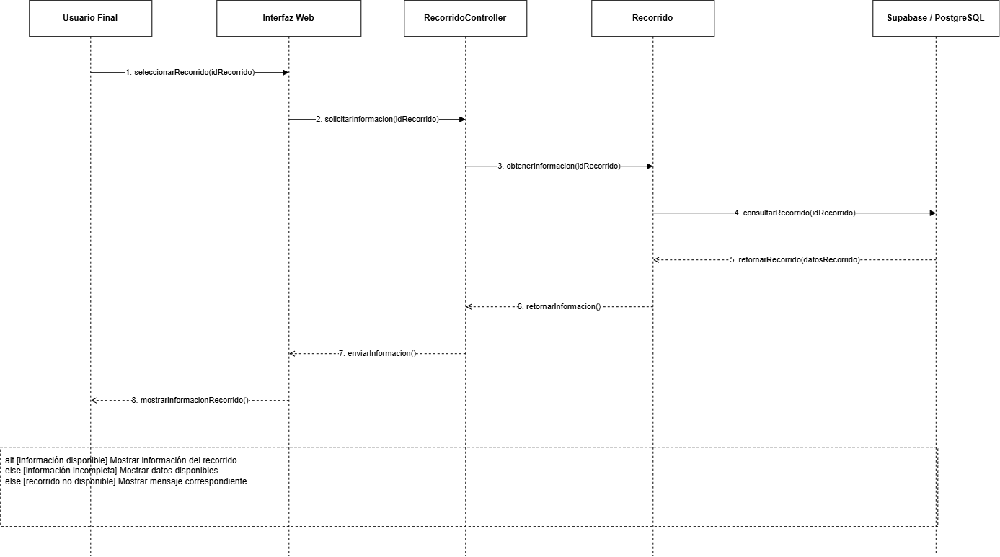 Usuario Final
Interfaz Web
RecorridoController
Recorrido
Supabase / PostgreSQL
1. seleccionarRecorrido(idRecorrido)
2. solicitarInformacion(idRecorrido)
3. obtenerInformacion(idRecorrido)
4. consultarRecorrido(idRecorrido)
5. retornarRecorrido(datosRecorrido)
6. retornarInformacion()
7. enviarInformacion()
8. mostrarInformacionRecorrido()
alt [información disponible] Mostrar información del recorrido
else [información incompleta] Mostrar datos disponibles
else [recorrido no disponible] Mostrar mensaje correspondiente